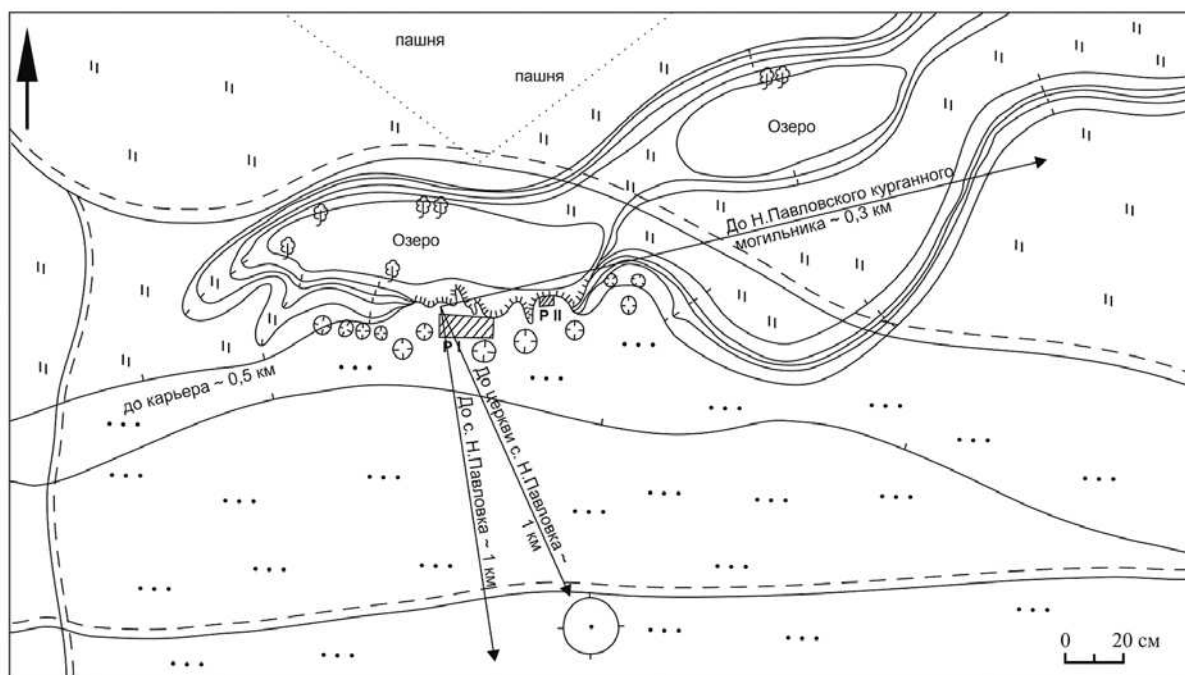 пашня
пашня
Озеро
До Н.Павловского курганного
могильника ~ 0,3 км
Озеро
Р II
Р I
до карьера ~ 0,5 км
До с. Н.Павловка ~ 1 км
До церкви с. Н.Павловка ~
1 км
0 20 см